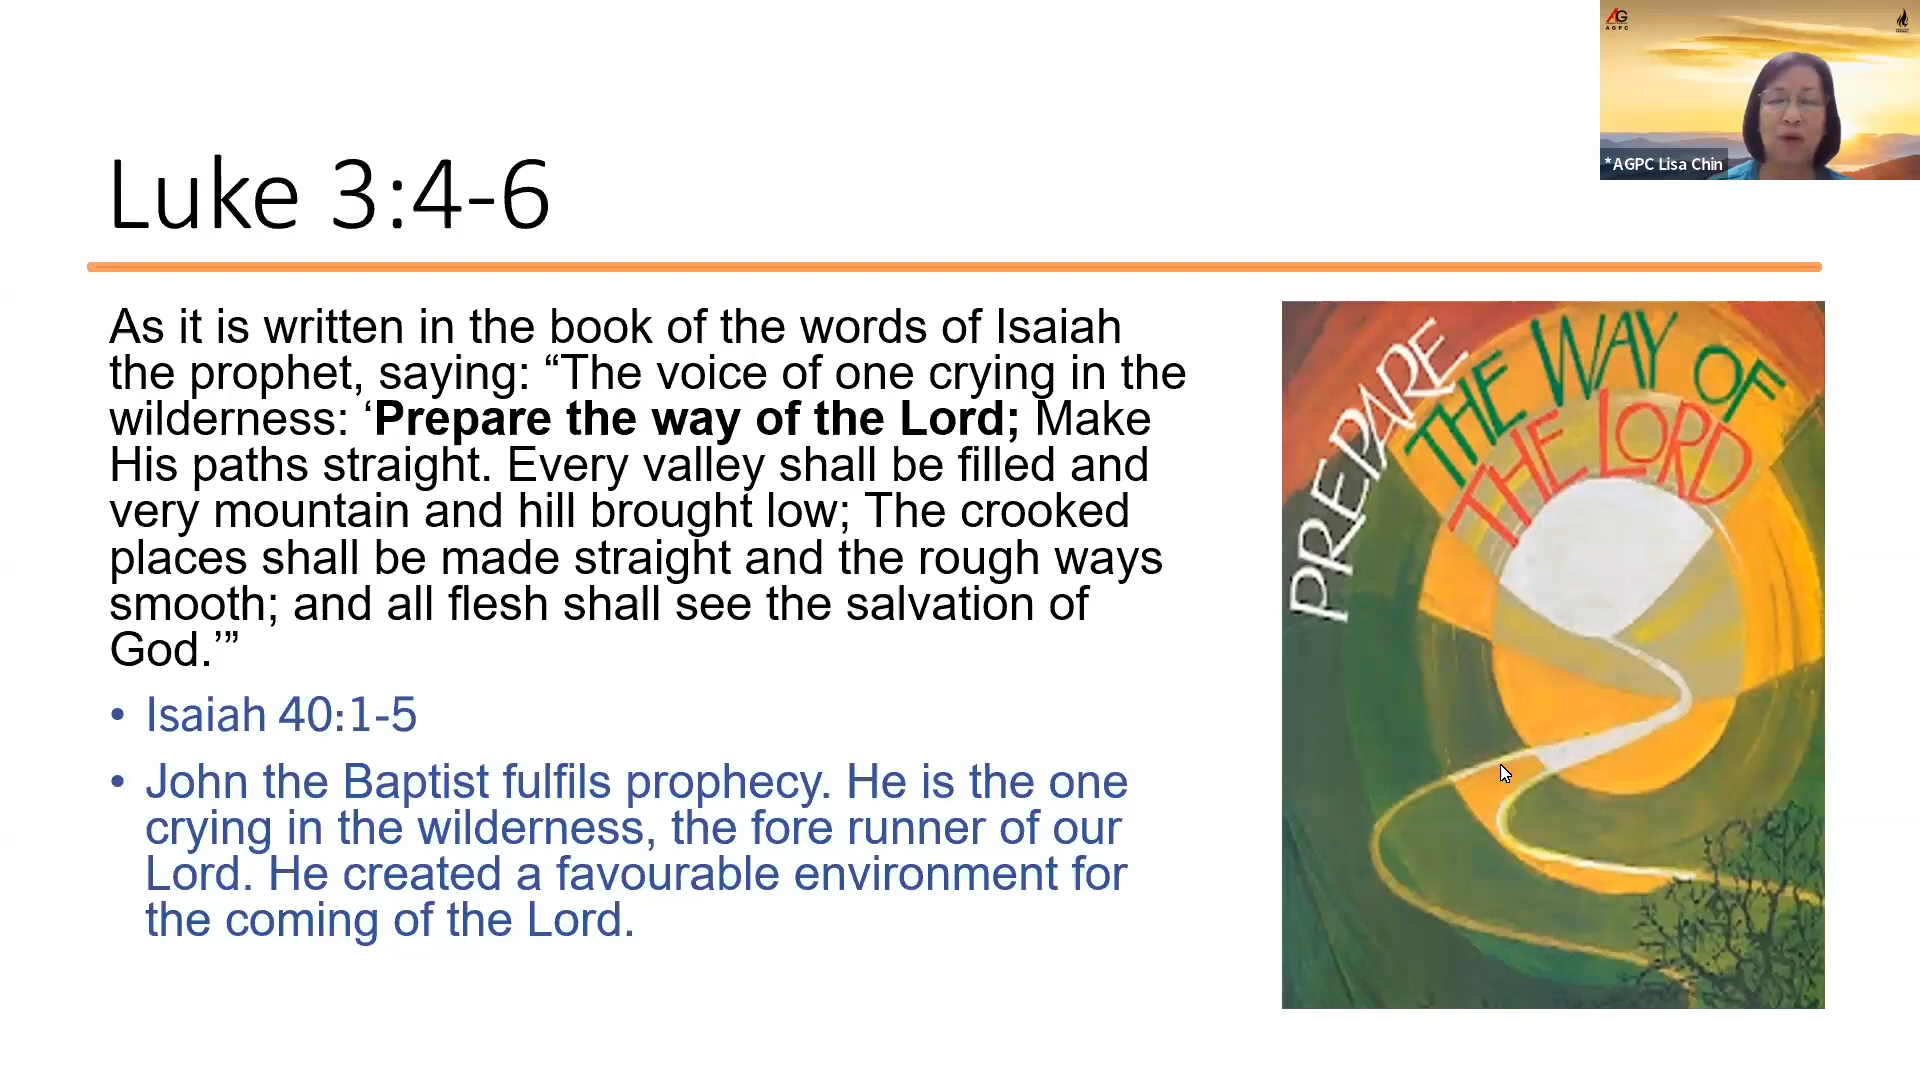 AG
AGPC
*AGPC Lisa Chin
Luke 3:4-6
As it is written in the book of the words of Isaiah
the prophet, saying: “The voice of one crying in the
wilderness: ‘Prepare the way of the Lord; Make
His paths straight. Every valley shall be filled and
very mountain and hill brought low; The crooked
places shall be made straight and the rough ways
smooth; and all flesh shall see the salvation of
God.’”
• Isaiah 40:1-5
• John the Baptist fulfils prophecy. He is the one
crying in the wilderness, the fore runner of our
Lord. He created a favourable environment for
the coming of the Lord.
PREPARE
THE WAY OF
THE LORD